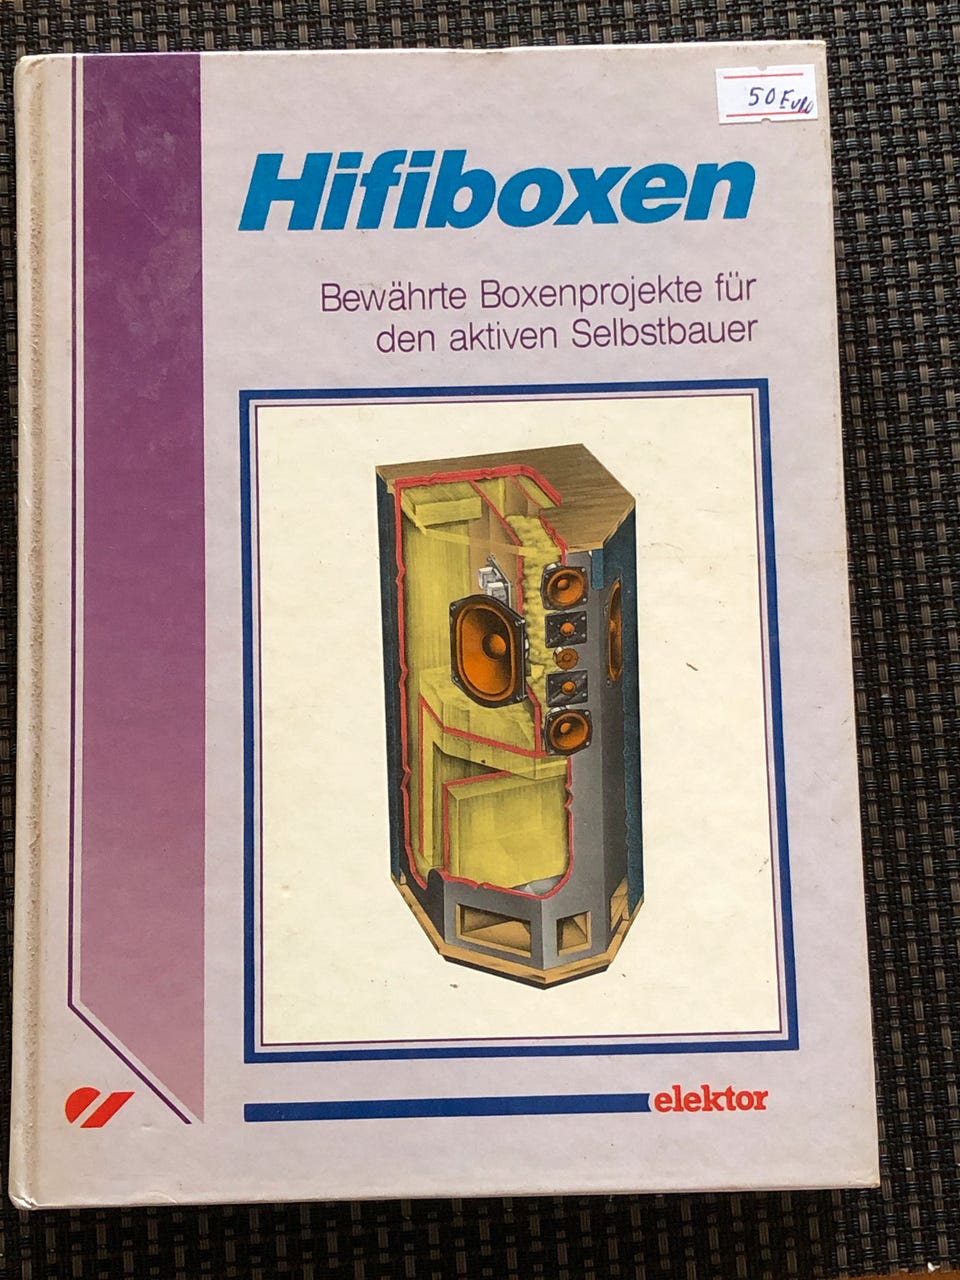 50 Euro
Hifiboxen
Bewährte Boxenprojekte für
den aktiven Selbstbauer
elektor